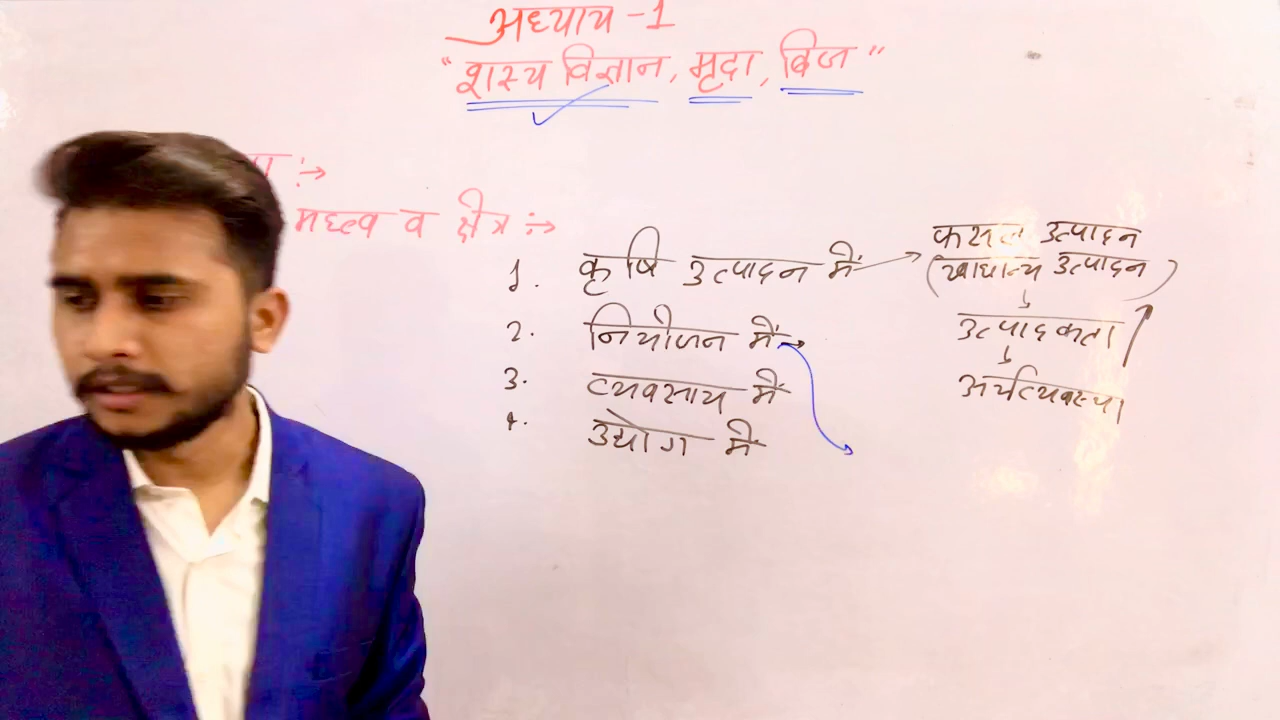 अध्याय -1
"शस्य विज्ञान, मृदा, बिज"
:→
महत्व व क्षेत्र :→
1. कृषि उत्पादन में →
2. नियोजन में →
3. व्यवसाय में
4. उद्योग में
फसल उत्पादन
(खाद्यान्य उत्पादन)
↓
उत्पादकता ↑
↓
अर्थव्यवस्था